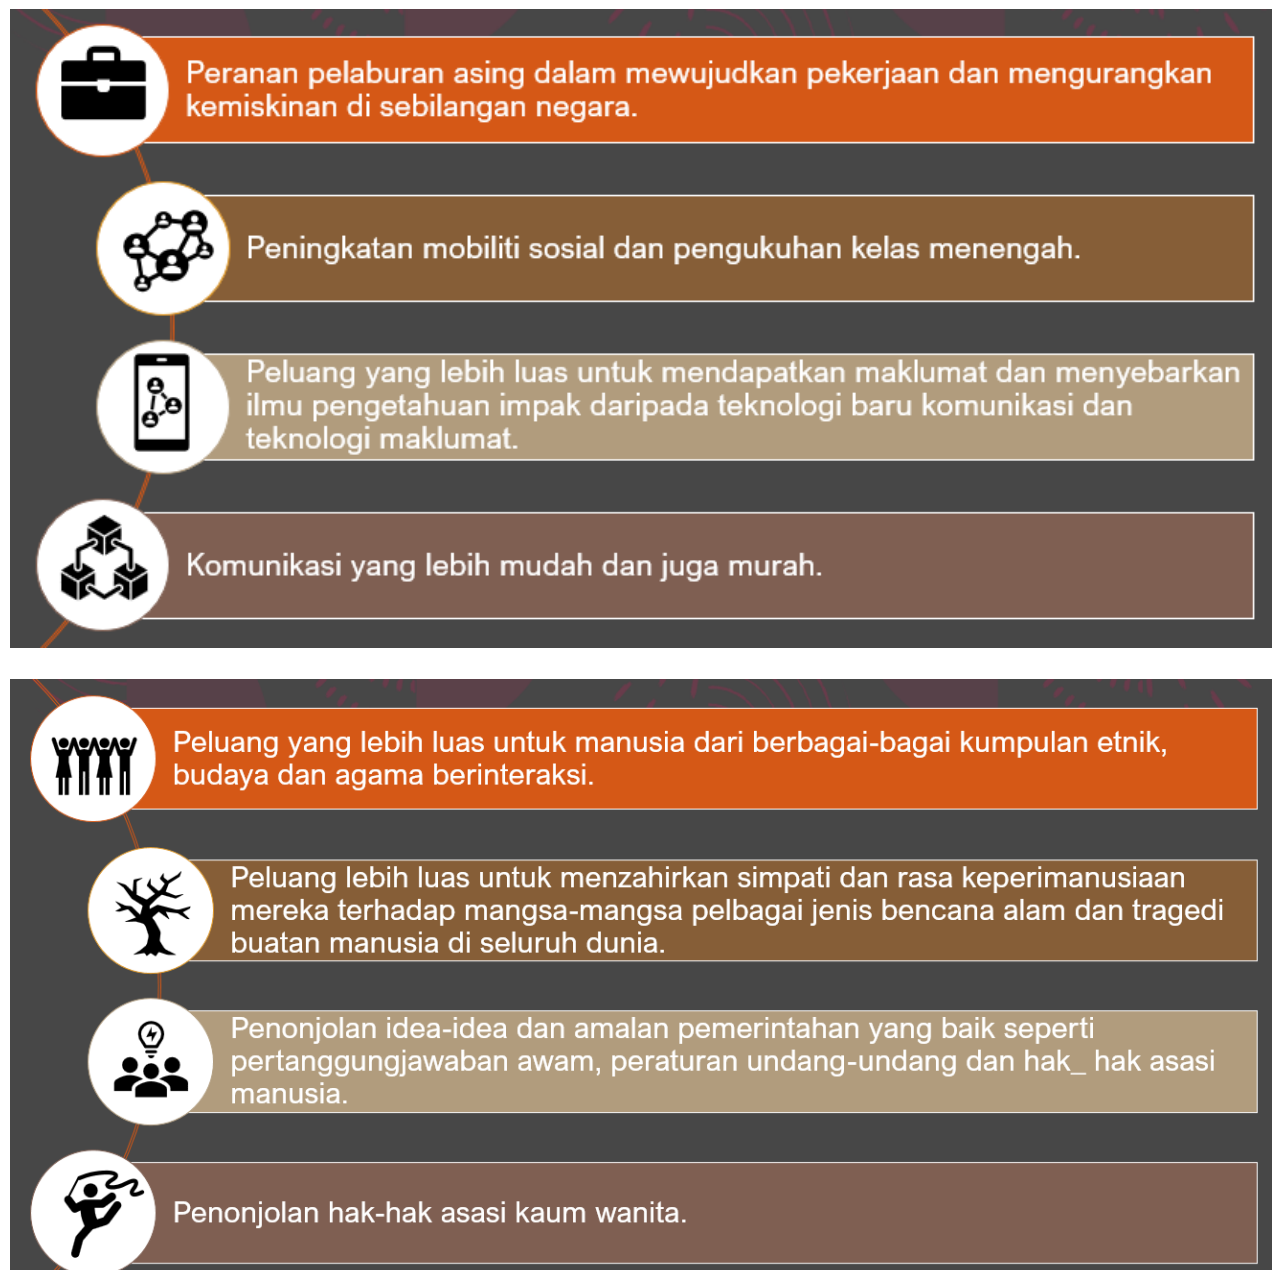 Peranan pelaburan asing dalam mewujudkan pekerjaan dan mengurangkan
kemiskinan di sebilangan negara.
Peningkatan mobiliti sosial dan pengukuhan kelas menengah.
Peluang yang lebih luas untuk mendapatkan maklumat dan menyebarkan
ilmu pengetahuan impak daripada teknologi baru komunikasi dan
teknologi maklumat.
Komunikasi yang lebih mudah dan juga murah.
Peluang yang lebih luas untuk manusia dari berbagai-bagai kumpulan etnik,
budaya dan agama berinteraksi.
Peluang lebih luas untuk menzahirkan simpati dan rasa keperimanusiaan
mereka terhadap mangsa-mangsa pelbagai jenis bencana alam dan tragedi
buatan manusia di seluruh dunia.
Penonjolan idea-idea dan amalan pemerintahan yang baik seperti
pertanggungjawaban awam, peraturan undang-undang dan hak_ hak asasi
manusia.
Penonjolan hak-hak asasi kaum wanita.